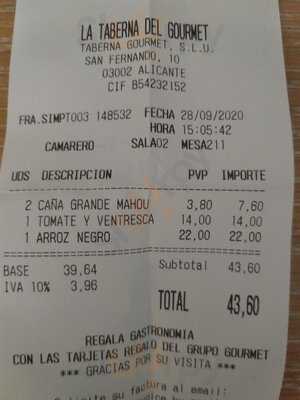 LA TABERNA DEL GOURMET
TABERNA GOURMET, S.L.U.
SAN FERNANDO, 10
03002 ALICANTE
CIF B54232152
FRA.SIMPT003 148532 FECHA 28/09/2020
HORA 15:05:42
CAMARERO SALA02 MESA211
UDS DESCRIPCION PVP IMPORTE
2 CAÑA GRANDE MAHOU 3,80 7,60
1 TOMATE Y VENTRESCA 14,00 14,00
1 ARROZ NEGRO 22,00 22,00
BASE 39,64 Subtotal 43,60
IVA 10% 3,96
TOTAL 43,60
REGALA GASTRONOMIA
CON LAS TARJETAS REGALO DEL GRUPO GOURMET
*** GRACIAS POR SU VISITA ***
su factura al email: